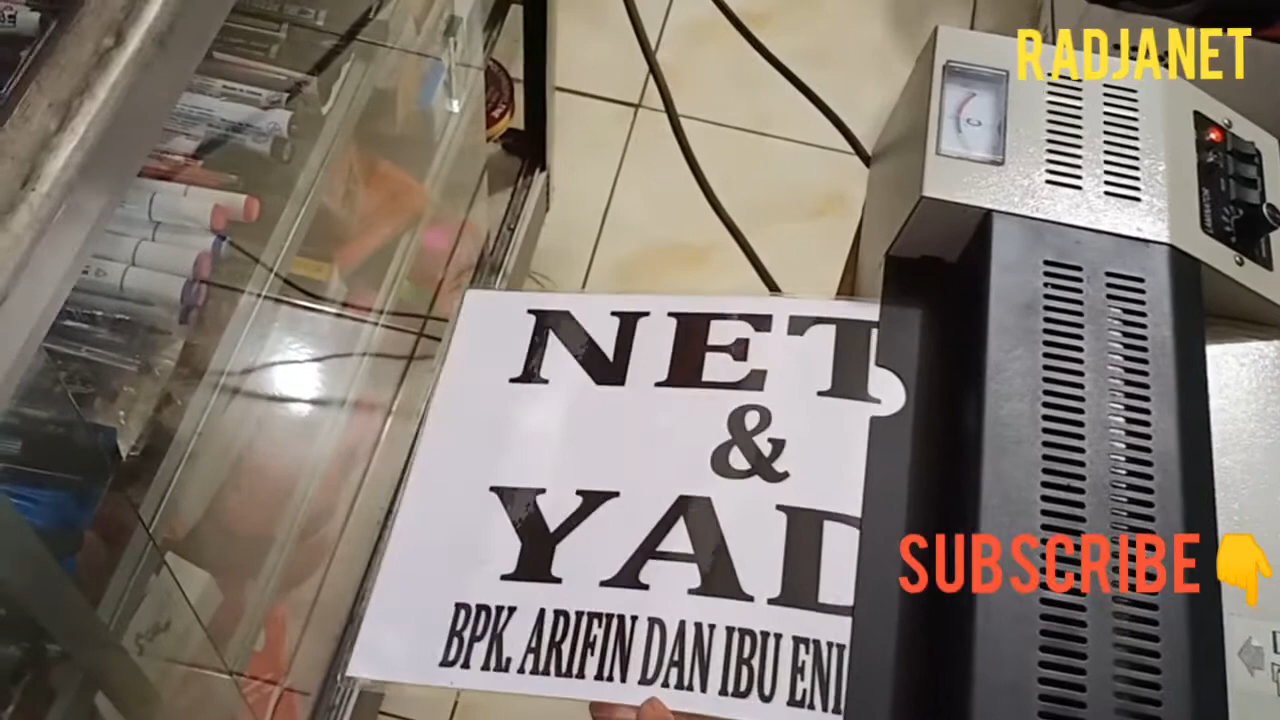 RADJANET
NET
&
YAD
BPK. ARIFIN DAN IBU ENI
SUBSCRIBE